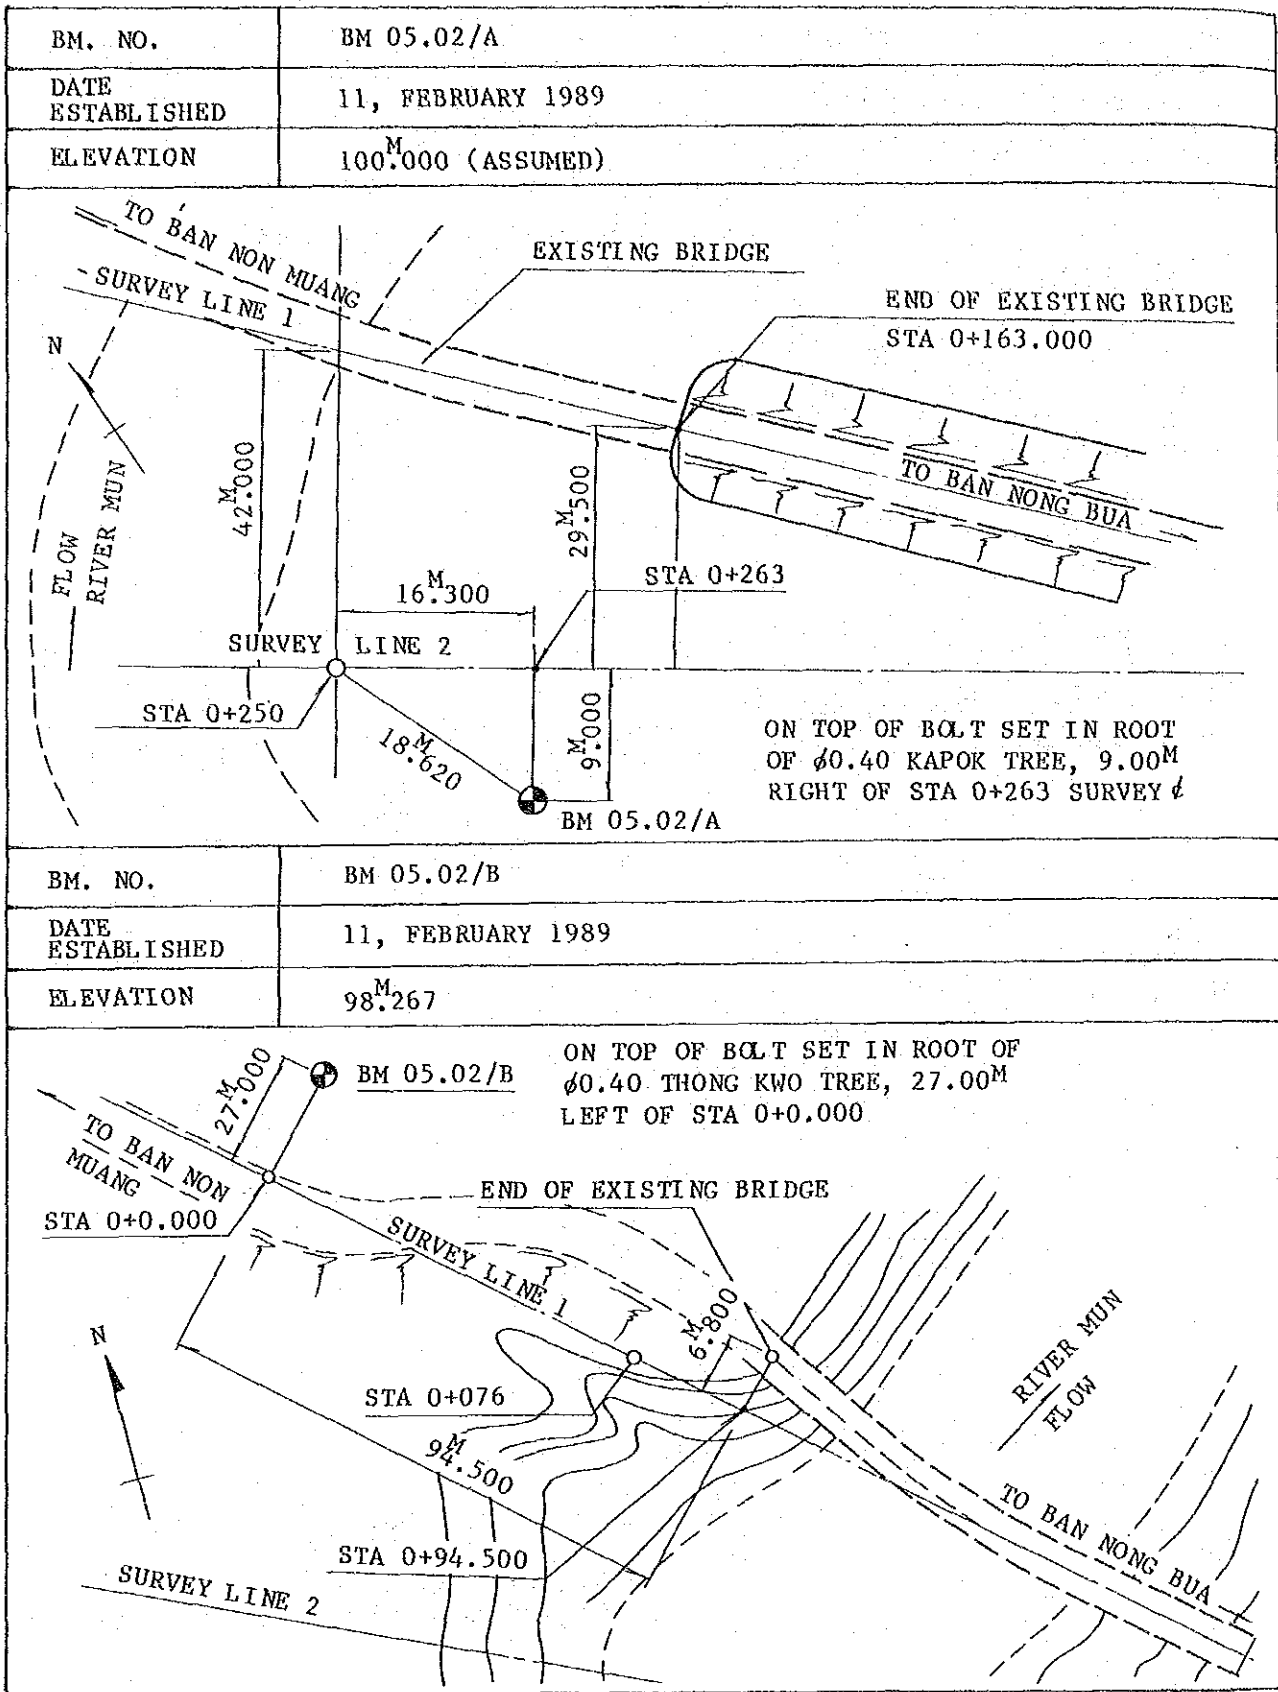 BM. NO.
BM 05.02/A
DATE
ESTABLISHED
11, FEBRUARY 1989
ELEVATION
100.000 M (ASSUMED)
TO BAN NON MUANG
EXISTING BRIDGE
SURVEY LINE 1
END OF EXISTING BRIDGE
STA 0+163.000
N
TO BAN NONG BUA
42.000 M
29.500 M
FLOW
RIVER MUN
STA 0+263
16.300 M
SURVEY LINE 2
STA 0+250
18.620 M
9.000 M
ON TOP OF BOLT SET IN ROOT
OF ϕ0.40 KAPOK TREE, 9.00M
RIGHT OF STA 0+263 SURVEY ₵
BM 05.02/A
BM. NO.
BM 05.02/B
DATE
ESTABLISHED
11, FEBRUARY 1989
ELEVATION
98.267 M
27.000 M
BM 05.02/B
ON TOP OF BOLT SET IN ROOT OF
ϕ0.40 THONG KWO TREE, 27.00M
LEFT OF STA 0+0.000
TO BAN NON
MUANG
STA 0+0.000
END OF EXISTING BRIDGE
SURVEY LINE 1
6.800 M
N
RIVER MUN
FLOW
STA 0+076
94.500 M
TO BAN NONG BUA
STA 0+94.500
SURVEY LINE 2